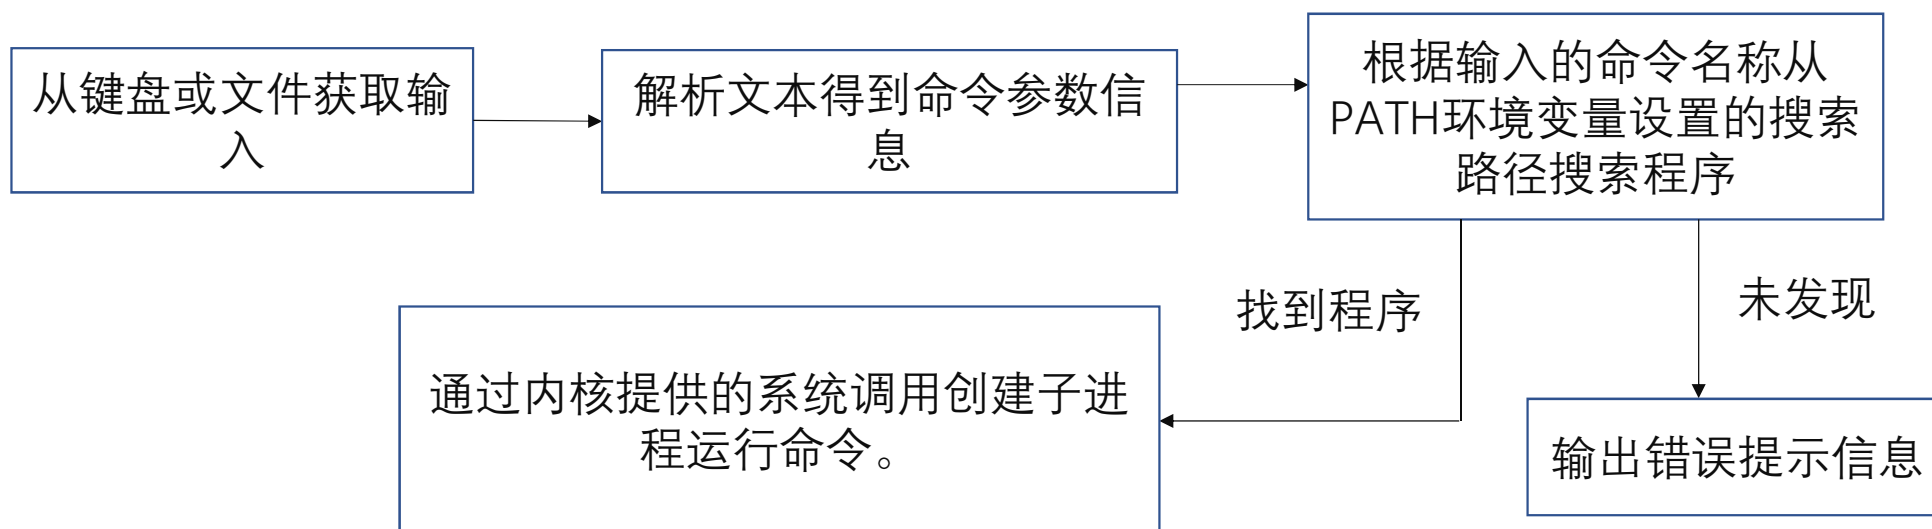 从键盘或文件获取输
入
解析文本得到命令参数信
息
根据输入的命令名称从
PATH环境变量设置的搜索
路径搜索程序
找到程序
未发现
通过内核提供的系统调用创建子进
程运行命令。
输出错误提示信息